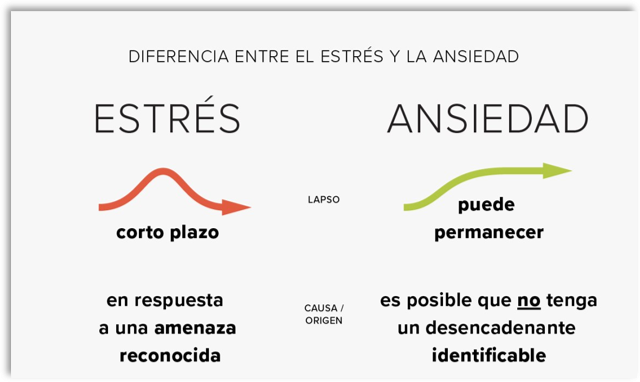 DIFERENCIA ENTRE EL ESTRÉS Y LA ANSIEDAD
ESTRÉS
ANSIEDAD
corto plazo
LAPSO
puede
permanecer
en respuesta
a una amenaza
reconocida
CAUSA /
ORIGEN
es posible que no tenga
un desencadenante
identificable